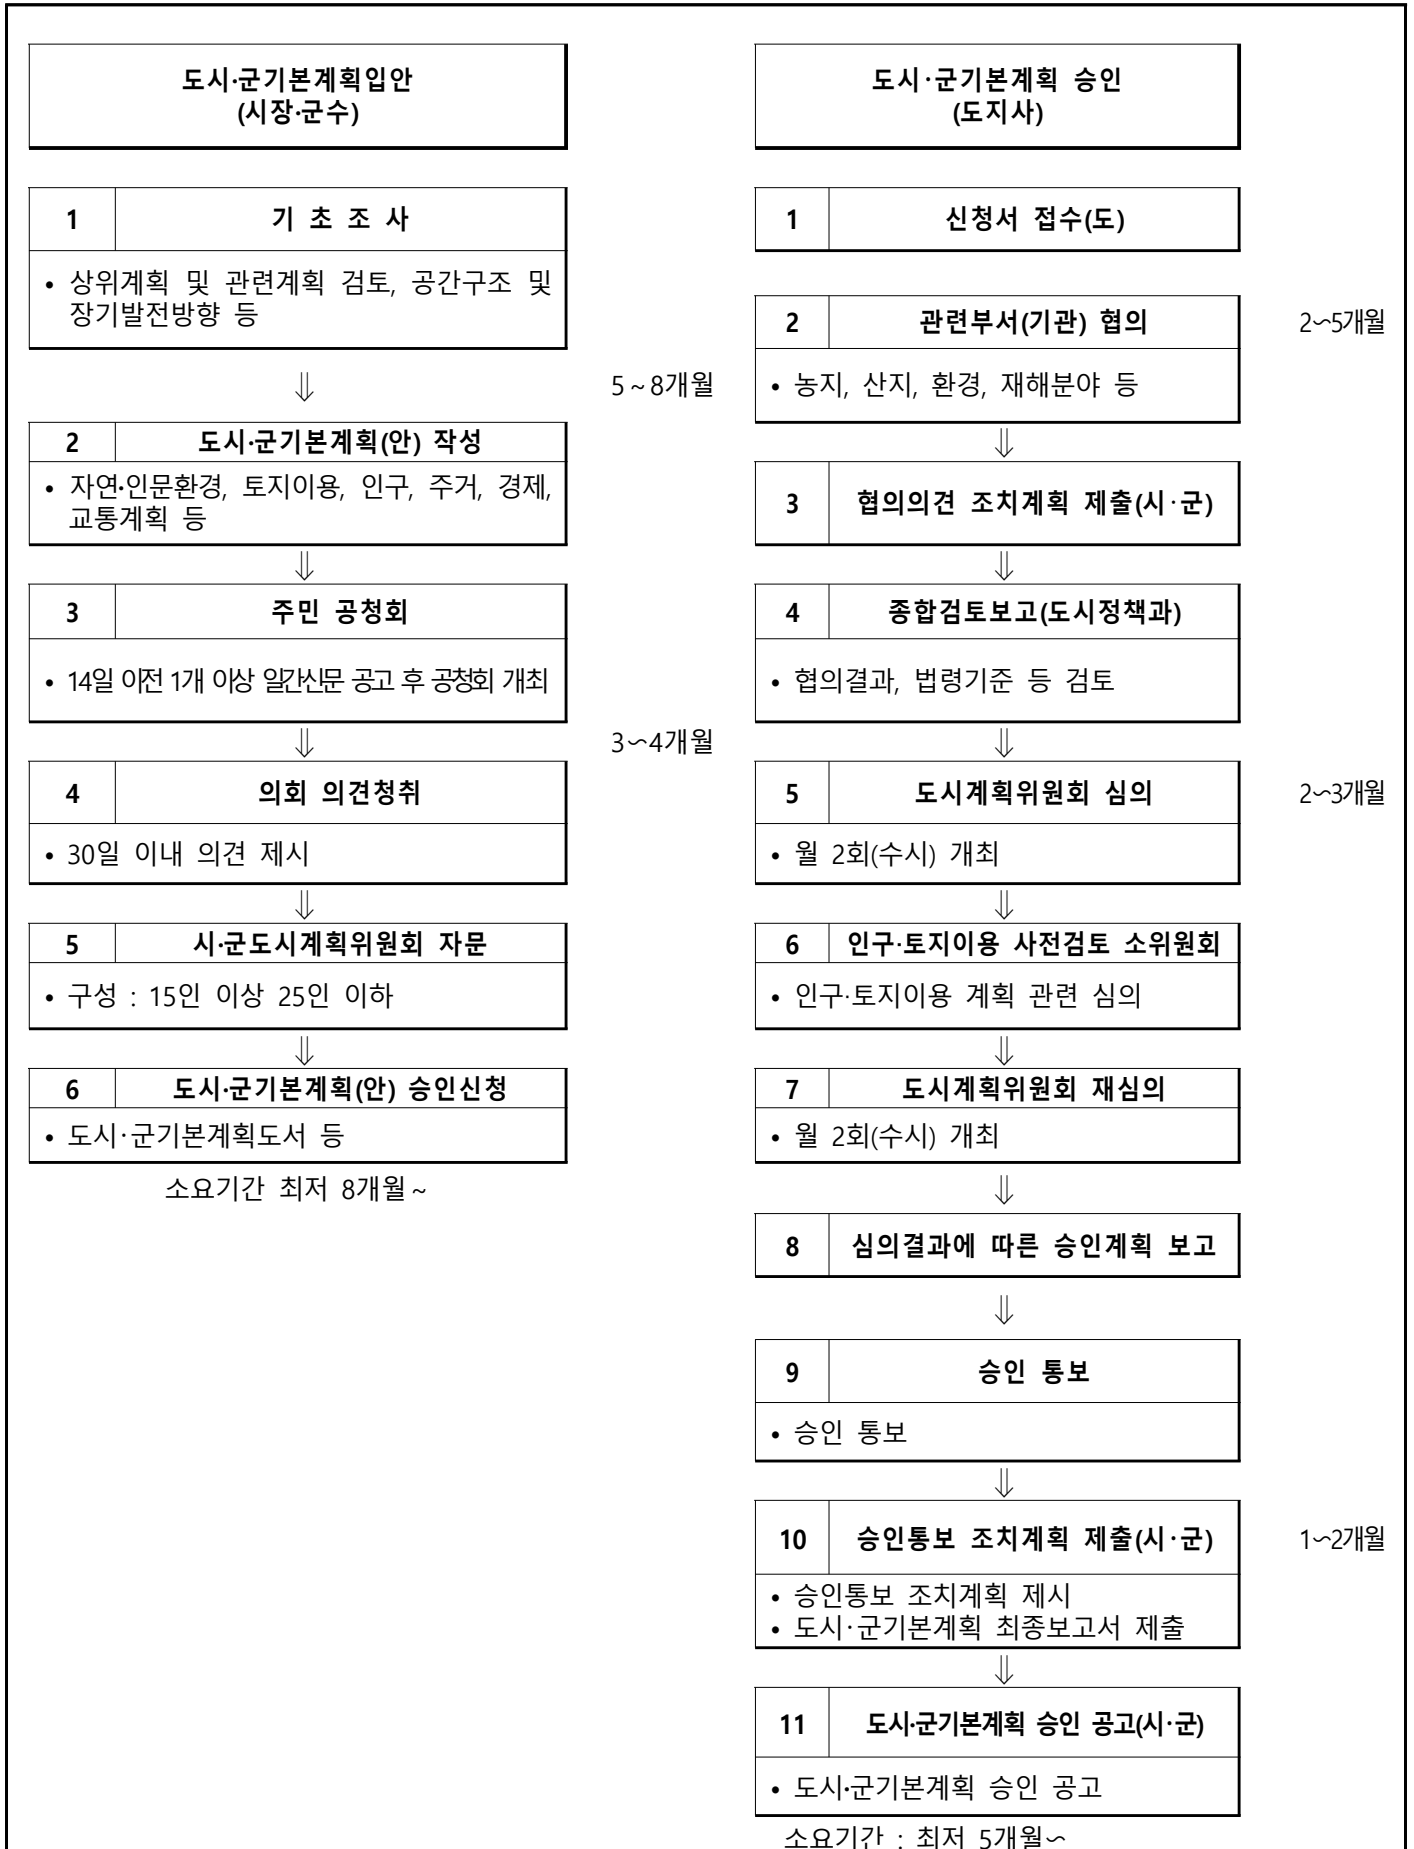 도시·군기본계획입안
(시장·군수)
1 기 초 조 사
• 상위계획 및 관련계획 검토, 공간구조 및
장기발전방향 등
⇓
5~8개월
2 도시·군기본계획(안) 작성
• 자연·인문환경, 토지이용, 인구, 주거, 경제,
교통계획 등
⇓
3 주민 공청회
• 14일 이전 1개 이상 일간신문 공고 후 공청회 개최
⇓
3∽4개월
4 의회 의견청취
• 30일 이내 의견 제시
⇓
5 시·군도시계획위원회 자문
• 구성 : 15인 이상 25인 이하
⇓
6 도시·군기본계획(안) 승인신청
• 도시·군기본계획도서 등
소요기간 최저 8개월~
도시·군기본계획 승인
(도지사)
1 신청서 접수(도)
2 관련부서(기관) 협의
2∽5개월
• 농지, 산지, 환경, 재해분야 등
⇓
3 협의의견 조치계획 제출(시·군)
⇓
4 종합검토보고(도시정책과)
• 협의결과, 법령기준 등 검토
⇓
5 도시계획위원회 심의
2∽3개월
• 월 2회(수시) 개최
⇓
6 인구·토지이용 사전검토 소위원회
• 인구·토지이용 계획 관련 심의
⇓
7 도시계획위원회 재심의
• 월 2회(수시) 개최
⇓
8 심의결과에 따른 승인계획 보고
⇓
9 승인 통보
• 승인 통보
⇓
10 승인통보 조치계획 제출(시·군)
1∽2개월
• 승인통보 조치계획 제시
• 도시·군기본계획 최종보고서 제출
⇓
11 도시·군기본계획 승인 공고(시·군)
• 도시·군기본계획 승인 공고
소요기간 : 최저 5개월∽